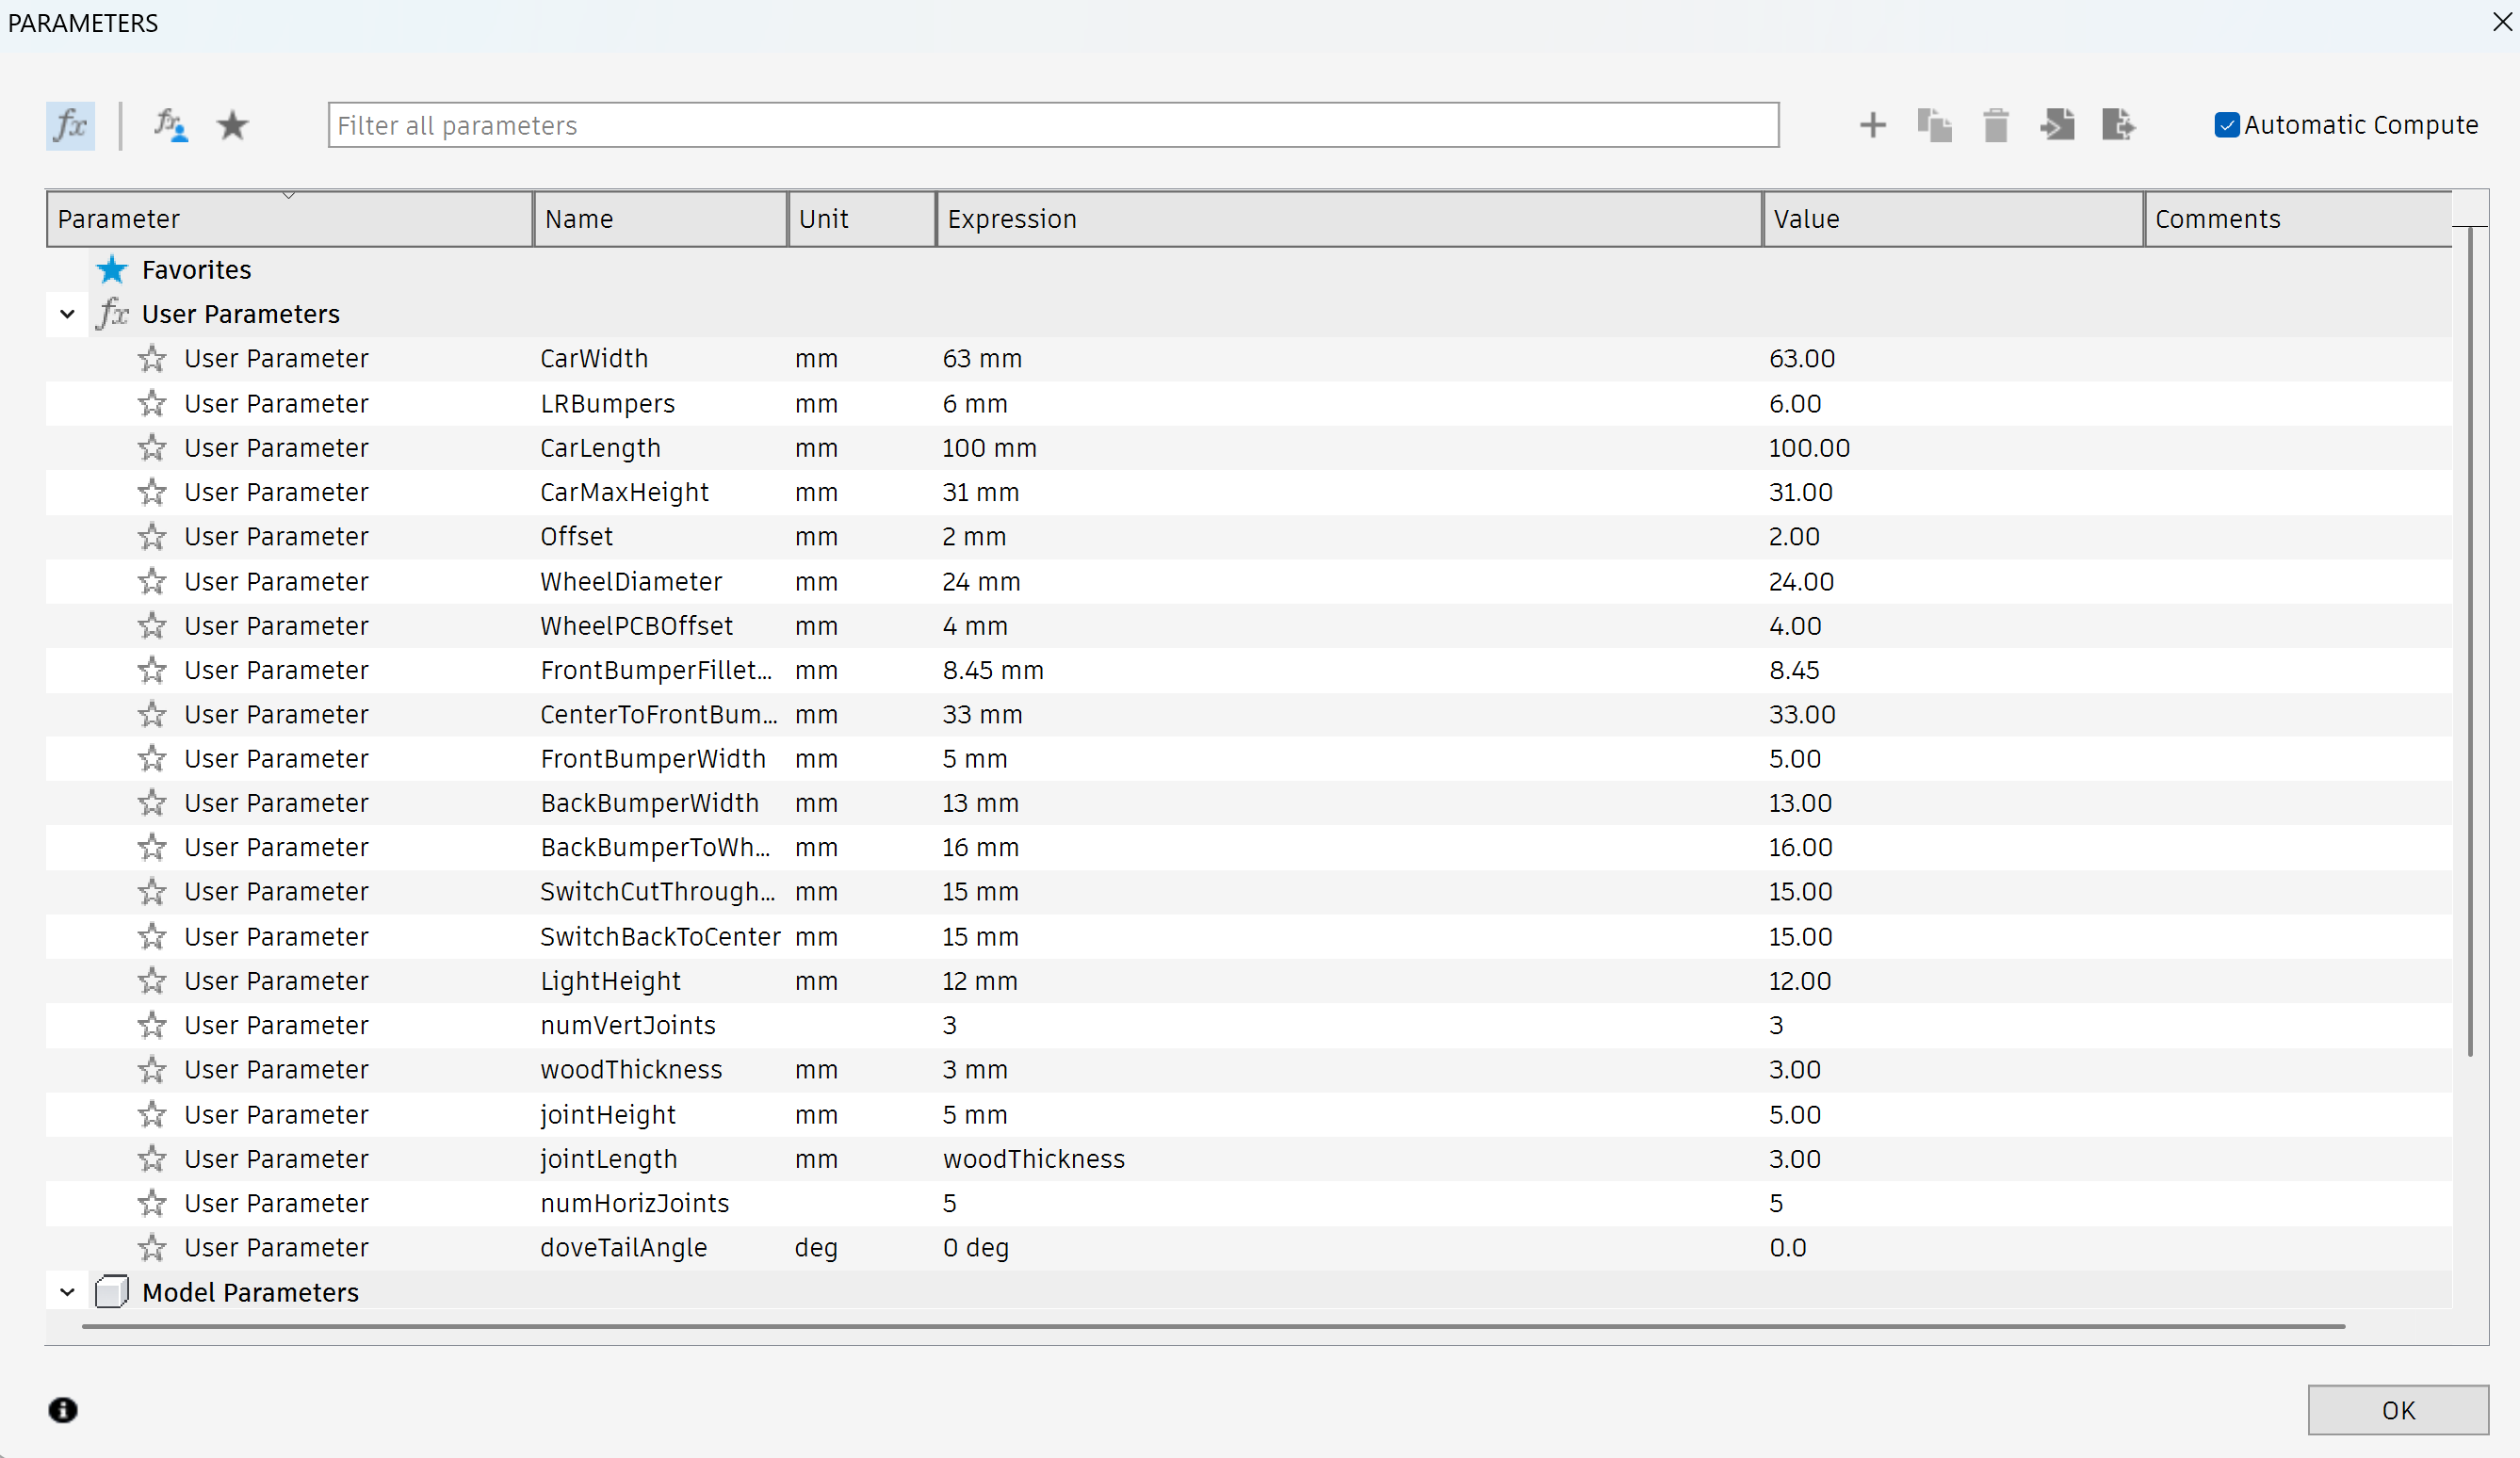 PARAMETERS
fx fx Filter all parameters Automatic Compute
Parameter Name Unit Expression Value Comments
Favorites
fx User Parameters
User Parameter CarWidth mm 63 mm 63.00
User Parameter LRBumpers mm 6 mm 6.00
User Parameter CarLength mm 100 mm 100.00
User Parameter CarMaxHeight mm 31 mm 31.00
User Parameter Offset mm 2 mm 2.00
User Parameter WheelDiameter mm 24 mm 24.00
User Parameter WheelPCBOffset mm 4 mm 4.00
User Parameter FrontBumperFillet... mm 8.45 mm 8.45
User Parameter CenterToFrontBum... mm 33 mm 33.00
User Parameter FrontBumperWidth mm 5 mm 5.00
User Parameter BackBumperWidth mm 13 mm 13.00
User Parameter BackBumperToWh... mm 16 mm 16.00
User Parameter SwitchCutThrough... mm 15 mm 15.00
User Parameter SwitchBackToCenter mm 15 mm 15.00
User Parameter LightHeight mm 12 mm 12.00
User Parameter numVertJoints 3 3
User Parameter woodThickness mm 3 mm 3.00
User Parameter jointHeight mm 5 mm 5.00
User Parameter jointLength mm woodThickness 3.00
User Parameter numHorizJoints 5 5
User Parameter doveTailAngle deg 0 deg 0.0
Model Parameters
OK